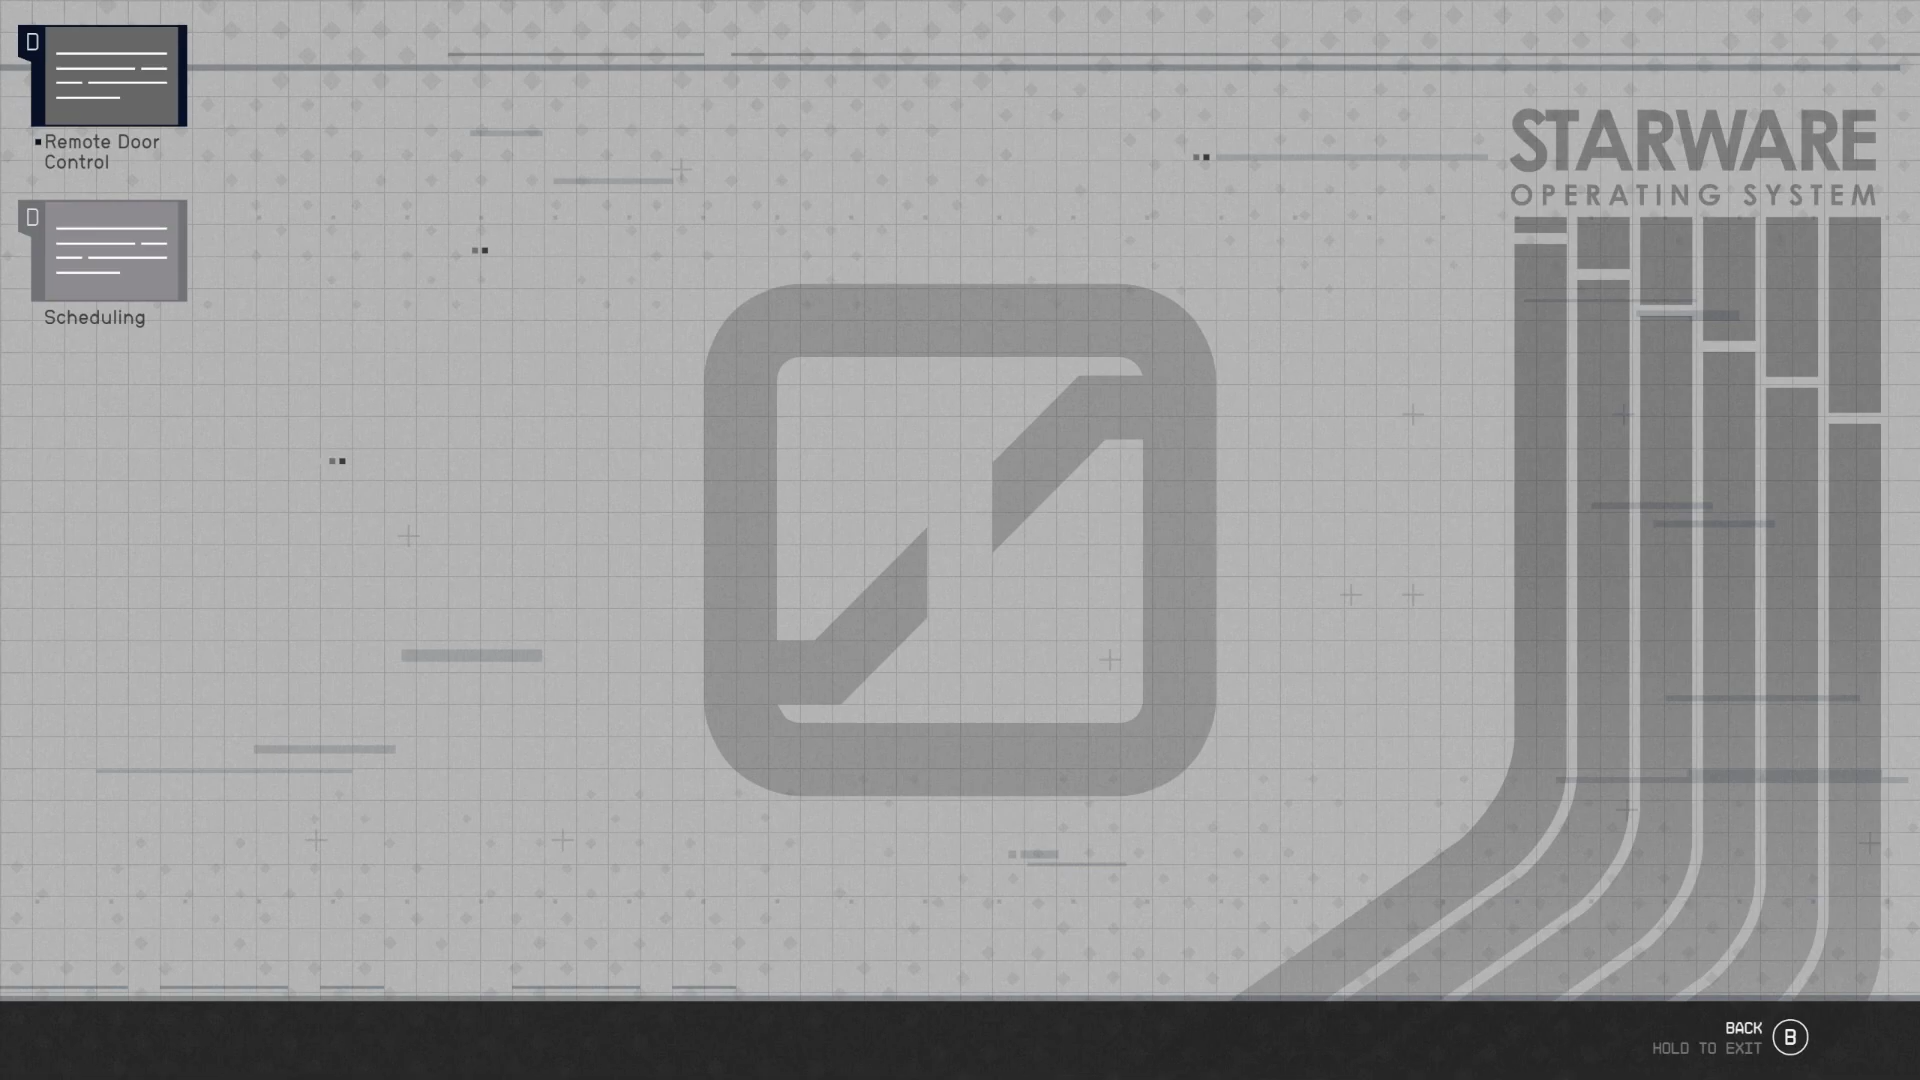 D
Remote Door
Control
D
Scheduling
STARWARE
OPERATING SYSTEM
BACK
HOLD TO EXIT
B